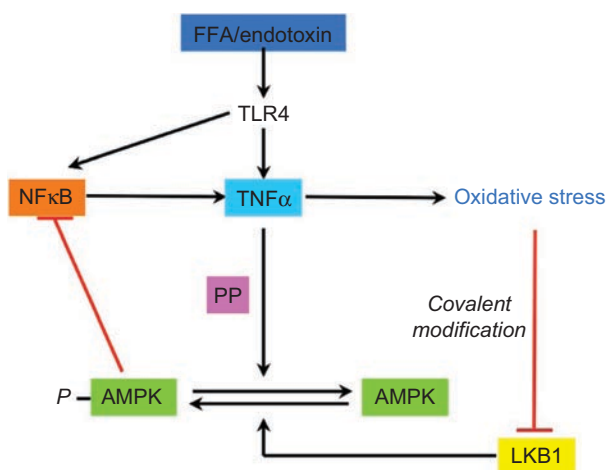 FFA/endotoxin
TLR4
NFκB
TNFα
Oxidative stress
PP
Covalent
modification
P
AMPK
AMPK
LKB1